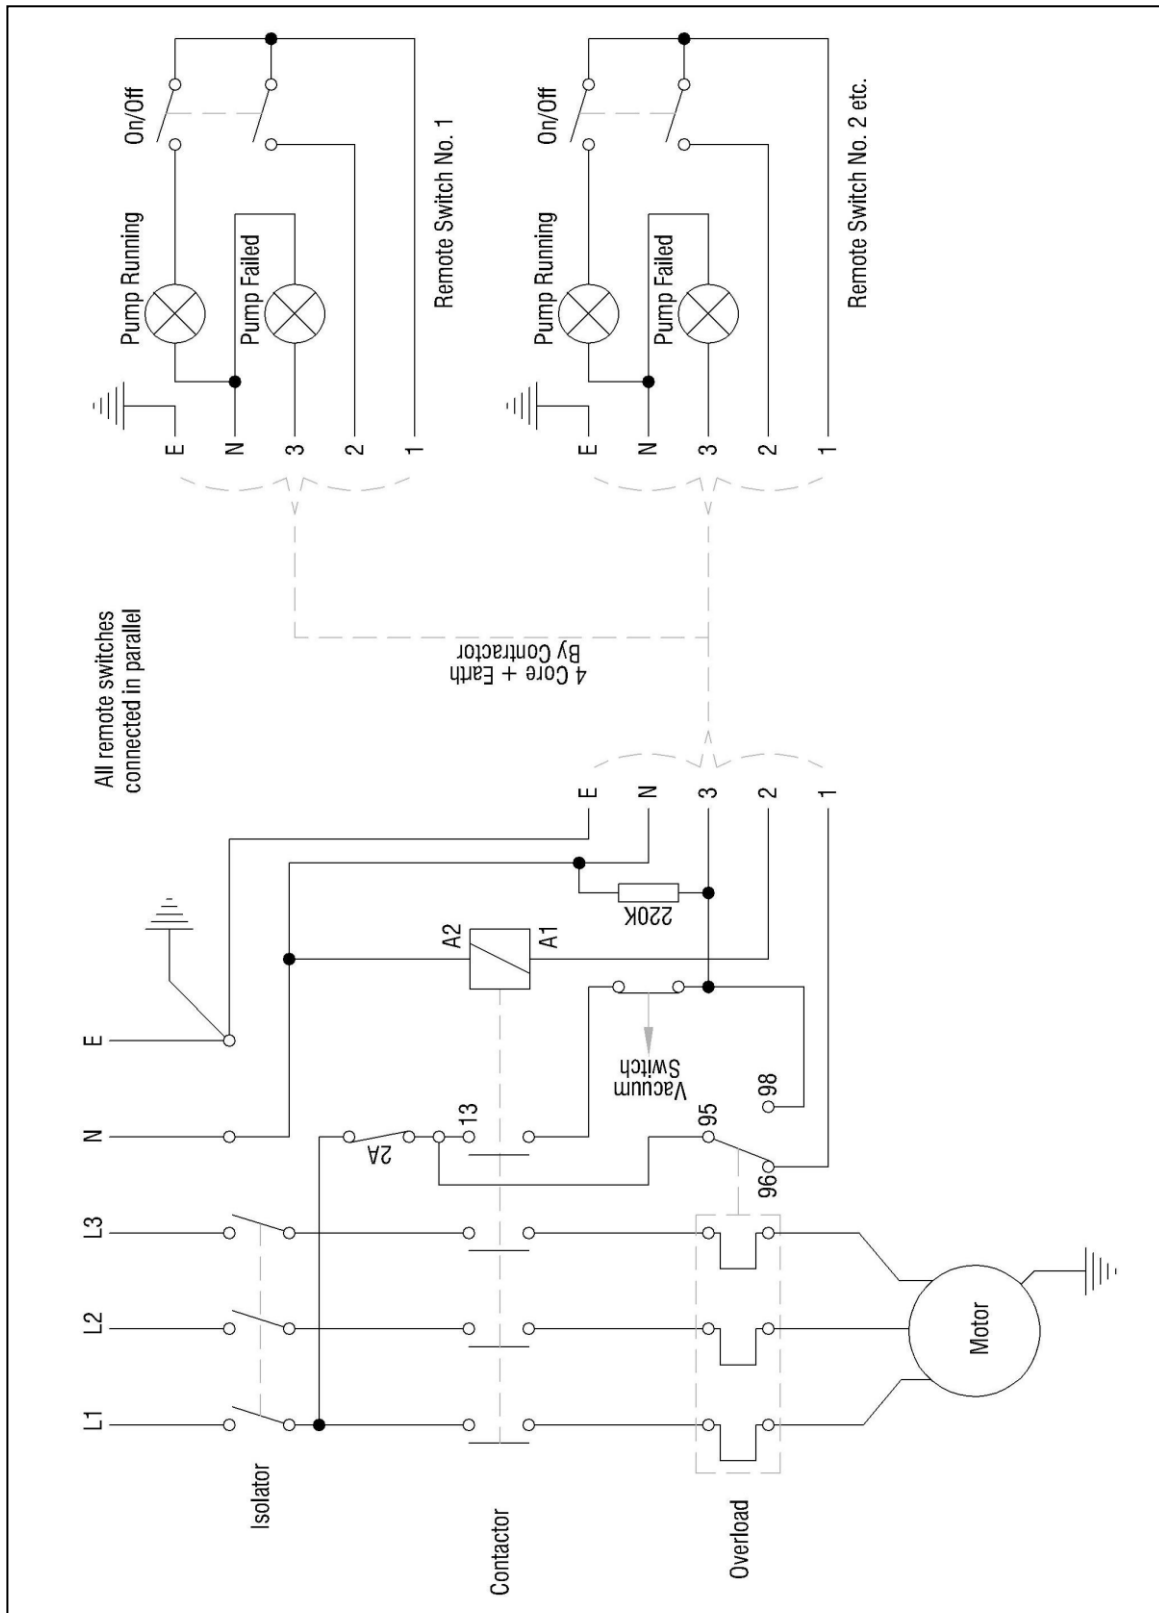 L1
L2
L3
N
E
Isolator
Contactor
Overload
2A
13
95
96
98
Vacuum
Switch
A2
A1
220K
Motor
E
N
3
2
1
All remote switches
connected in parallel
4 Core + Earth
By Contractor
E
N
3
2
1
Pump Running
Pump Failed
On/Off
Remote Switch No. 1
E
N
3
2
1
Pump Running
Pump Failed
On/Off
Remote Switch No. 2 etc.